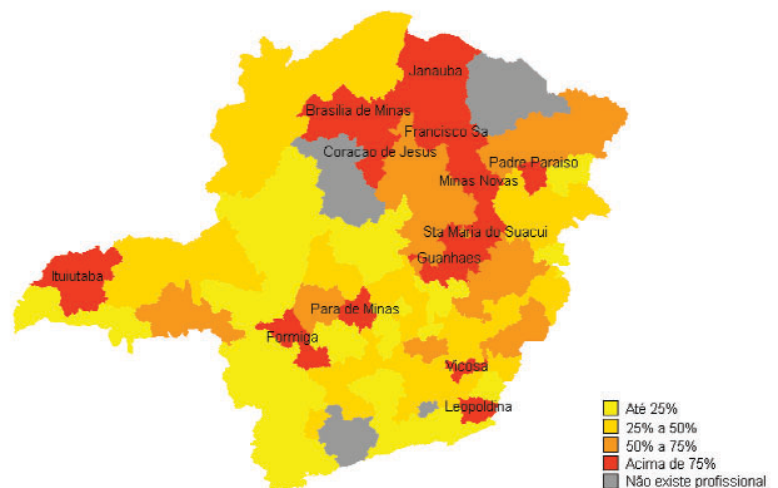 Janauba
Brasilia de Minas
Francisco Sa
Coracao de Jesus
Padre Paraiso
Minas Novas
Sta Maria do Suacui
Guanhaes
Ituiutaba
Para de Minas
Formiga
Viçosa
Leopoldina
Até 25%
25% a 50%
50% a 75%
Acima de 75%
Não existe profissional